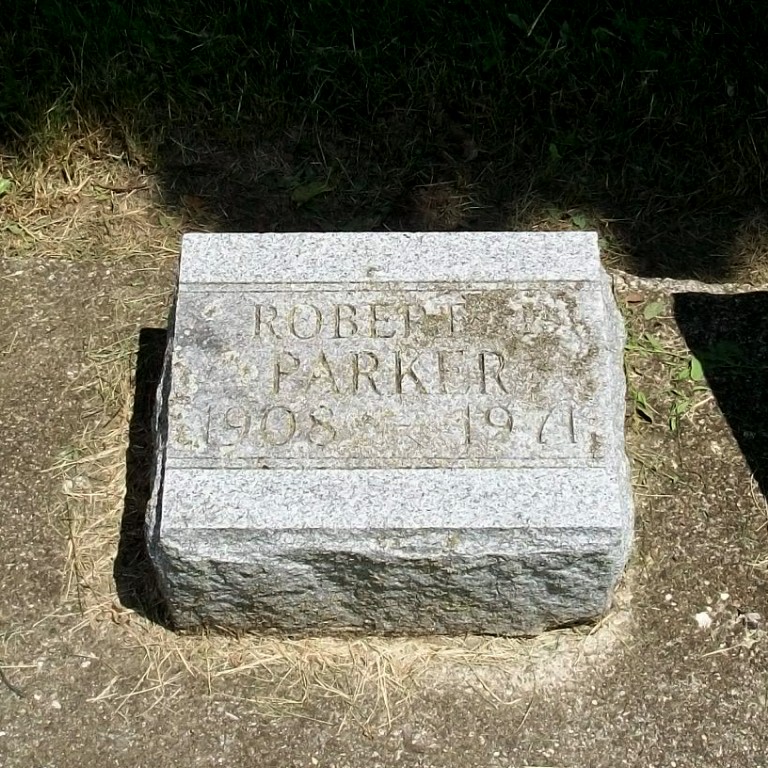 ROBERT
PARKER
1908 - 1971